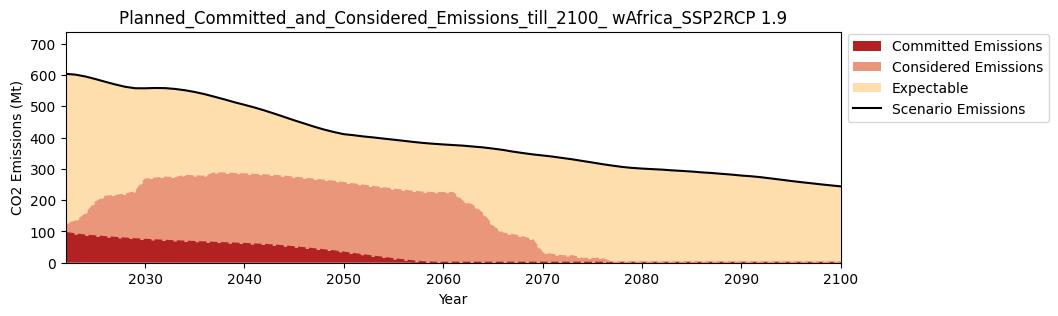 Planned_Committed_and_Considered_Emissions_till_2100_ wAfrica_SSP2RCP 1.9
CO2 Emissions (Mt)
700
600
500
400
300
200
100
0
2030 2040 2050 2060 2070 2080 2090 2100
Year
Committed Emissions
Considered Emissions
Expectable
Scenario Emissions